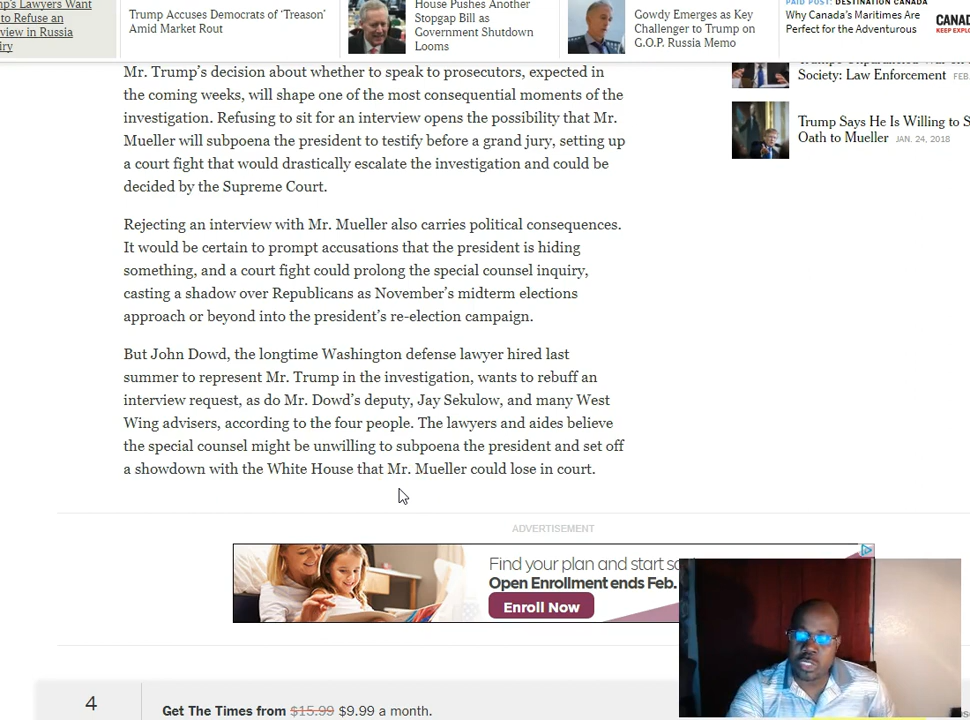 mp's Lawyers Want
to Refuse an
rview in Russia
iry
Trump Accuses Democrats of ‘Treason’
Amid Market Rout
House Pushes Another
Stopgap Bill as
Government Shutdown
Looms
Gowdy Emerges as Key
Challenger to Trump on
G.O.P. Russia Memo
PAID POST: DESTINATION CANADA
Why Canada's Maritimes Are
Perfect for the Adventurous
CANAD
KEEP EXPLO
Mr. Trump’s decision about whether to speak to prosecutors, expected in
the coming weeks, will shape one of the most consequential moments of the
investigation. Refusing to sit for an interview opens the possibility that Mr.
Mueller will subpoena the president to testify before a grand jury, setting up
a court fight that would drastically escalate the investigation and could be
decided by the Supreme Court.
Rejecting an interview with Mr. Mueller also carries political consequences.
It would be certain to prompt accusations that the president is hiding
something, and a court fight could prolong the special counsel inquiry,
casting a shadow over Republicans as November’s midterm elections
approach or beyond into the president’s re-election campaign.
But John Dowd, the longtime Washington defense lawyer hired last
summer to represent Mr. Trump in the investigation, wants to rebuff an
interview request, as do Mr. Dowd’s deputy, Jay Sekulow, and many West
Wing advisers, according to the four people. The lawyers and aides believe
the special counsel might be unwilling to subpoena the president and set off
a showdown with the White House that Mr. Mueller could lose in court.
Society: Law Enforcement FEB.
Trump Says He Is Willing to S
Oath to Mueller JAN. 24, 2018
ADVERTISEMENT
Find your plan and start s
Open Enrollment ends Feb.
Enroll Now
4
Get The Times from $15.99 $9.99 a month.